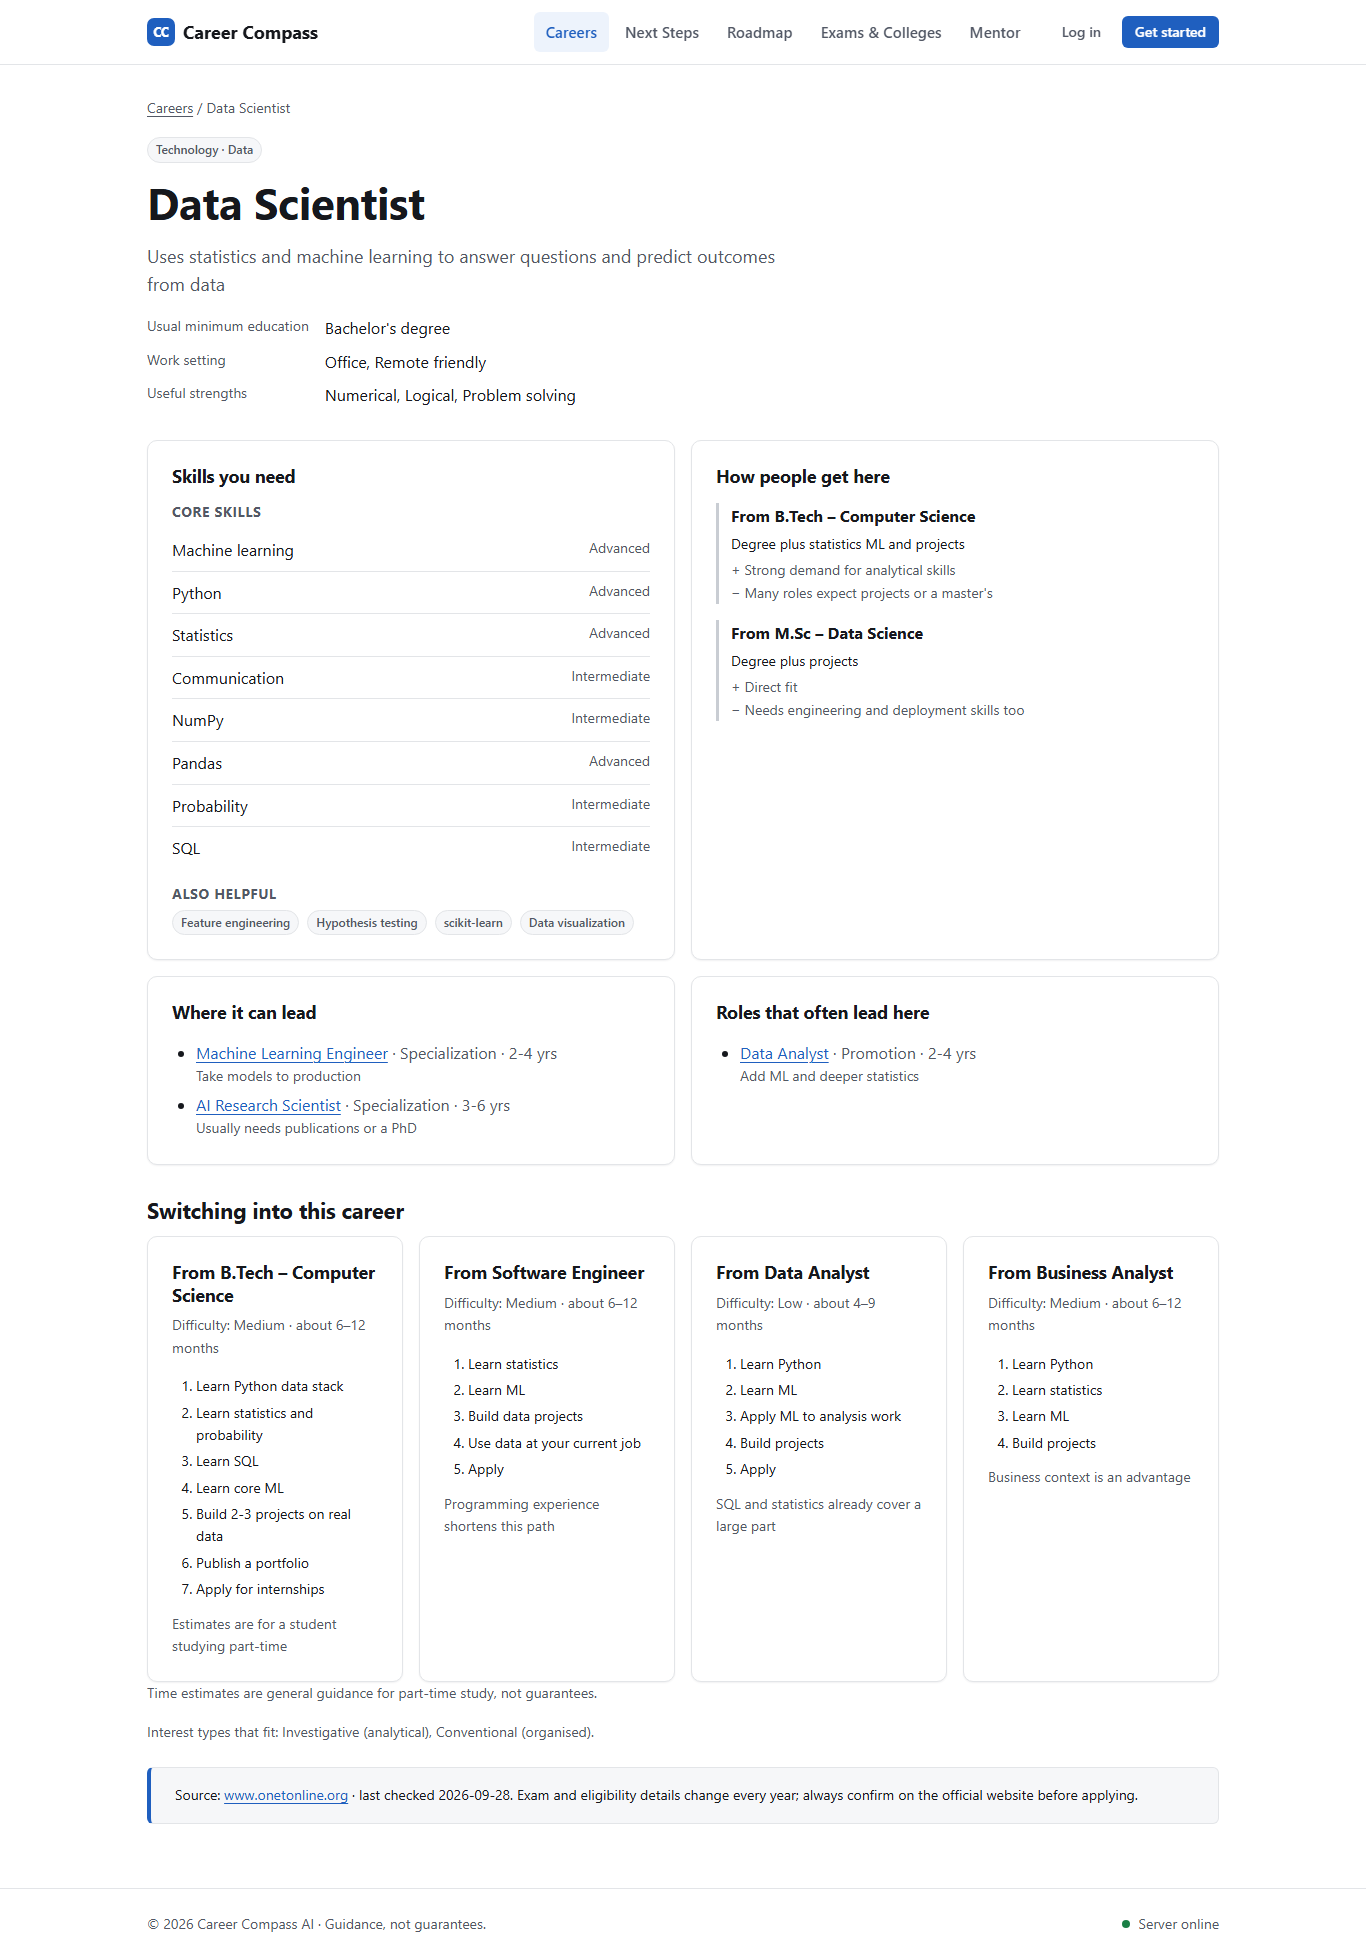 CC Career Compass
Careers Next Steps Roadmap Exams & Colleges Mentor Log in Get started
Careers / Data Scientist
Technology · Data
Data Scientist
Uses statistics and machine learning to answer questions and predict outcomes
from data
Usual minimum education Bachelor's degree
Work setting Office, Remote friendly
Useful strengths Numerical, Logical, Problem solving
Skills you need
CORE SKILLS
Machine learning Advanced
Python Advanced
Statistics Advanced
Communication Intermediate
NumPy Intermediate
Pandas Advanced
Probability Intermediate
SQL Intermediate
ALSO HELPFUL
Feature engineering Hypothesis testing scikit-learn Data visualization
How people get here
From B.Tech – Computer Science
Degree plus statistics ML and projects
+ Strong demand for analytical skills
− Many roles expect projects or a master's
From M.Sc – Data Science
Degree plus projects
+ Direct fit
− Needs engineering and deployment skills too
Where it can lead
• Machine Learning Engineer · Specialization · 2-4 yrs
Take models to production
• AI Research Scientist · Specialization · 3-6 yrs
Usually needs publications or a PhD
Roles that often lead here
• Data Analyst · Promotion · 2-4 yrs
Add ML and deeper statistics
Switching into this career
From B.Tech – Computer
Science
Difficulty: Medium · about 6–12
months
1. Learn Python data stack
2. Learn statistics and
probability
3. Learn SQL
4. Learn core ML
5. Build 2-3 projects on real
data
6. Publish a portfolio
7. Apply for internships
Estimates are for a student
studying part-time
From Software Engineer
Difficulty: Medium · about 6–12
months
1. Learn statistics
2. Learn ML
3. Build data projects
4. Use data at your current job
5. Apply
Programming experience
shortens this path
From Data Analyst
Difficulty: Low · about 4–9
months
1. Learn Python
2. Learn ML
3. Apply ML to analysis work
4. Build projects
5. Apply
SQL and statistics already cover a
large part
From Business Analyst
Difficulty: Medium · about 6–12
months
1. Learn Python
2. Learn statistics
3. Learn ML
4. Build projects
Business context is an advantage
Time estimates are general guidance for part-time study, not guarantees.
Interest types that fit: Investigative (analytical), Conventional (organised).
Source: www.onetonline.org · last checked 2026-09-28. Exam and eligibility details change every year; always confirm on the official website before applying.
© 2026 Career Compass AI · Guidance, not guarantees.
Server online